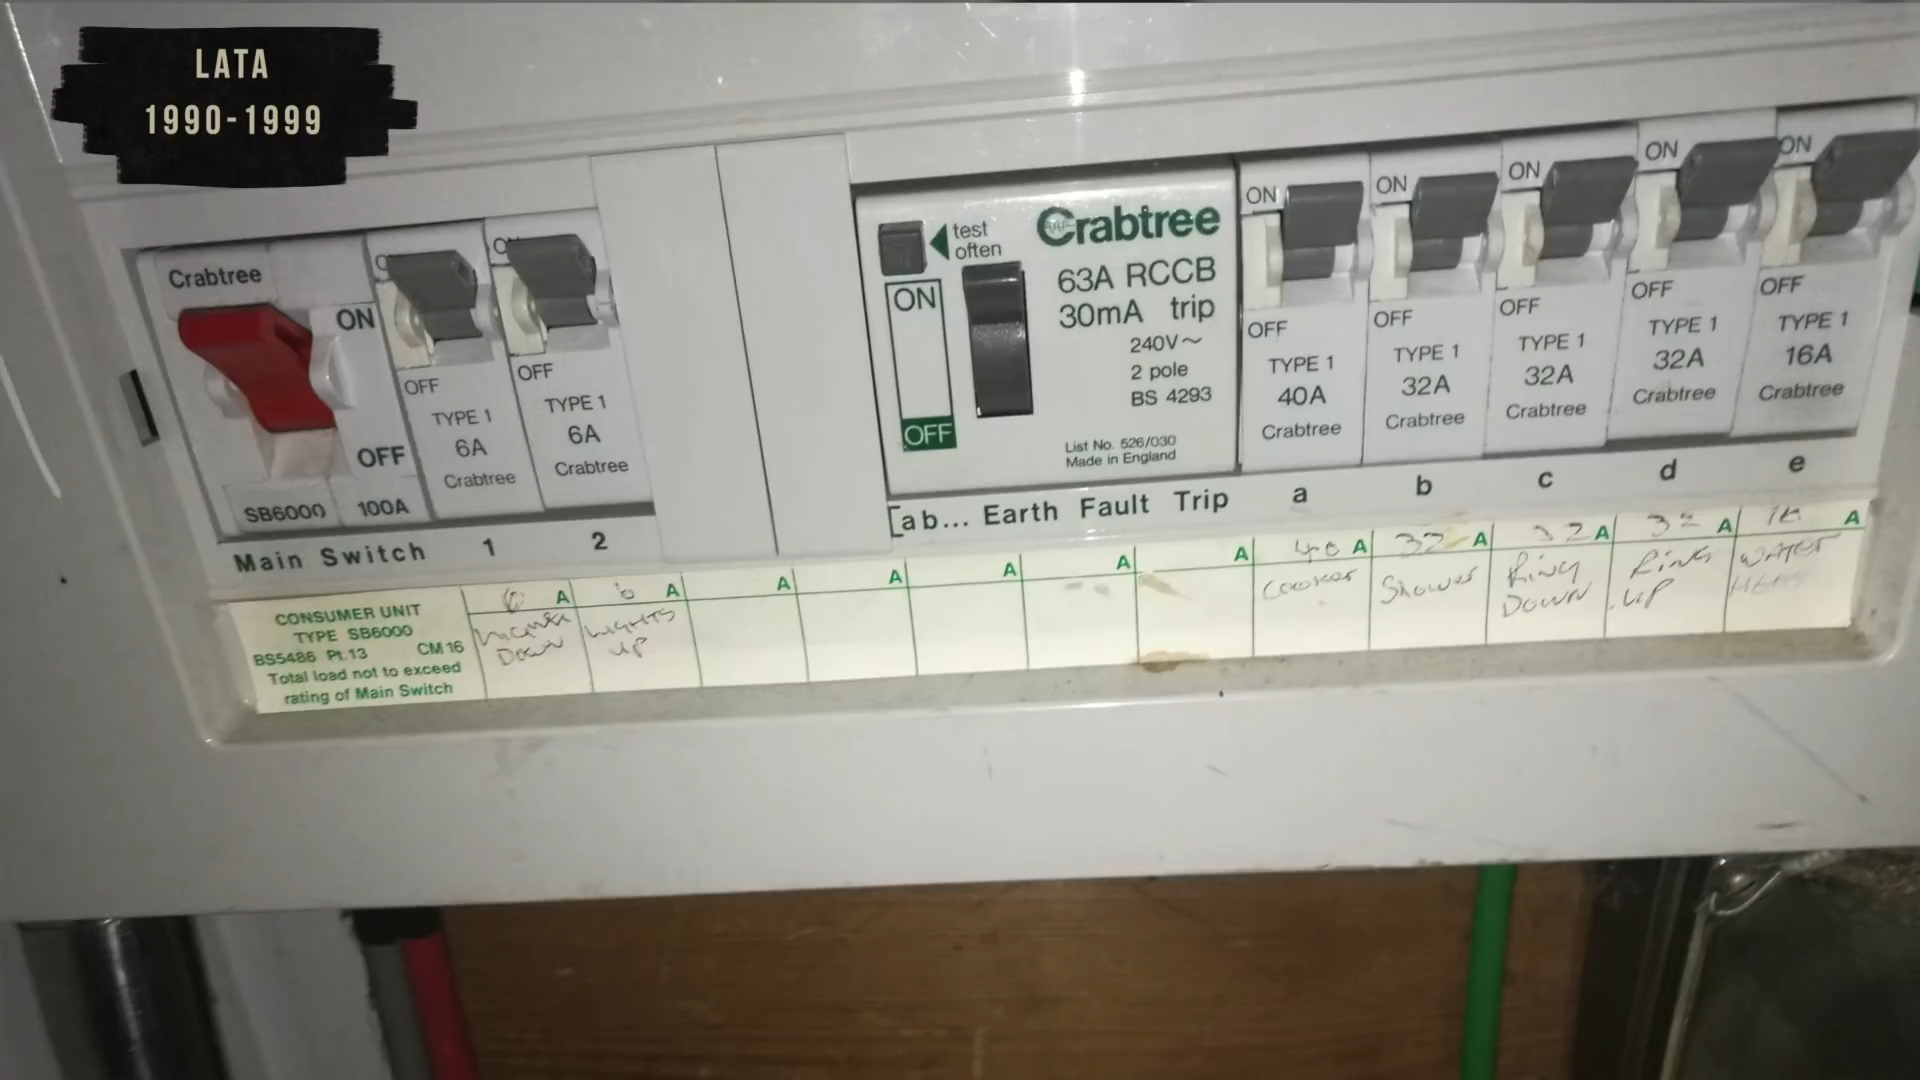 LATA
1990-1999
Crabtree
ON
OFF
SB6000
100A
Main Switch
OFF
TYPE 1
6A
Crabtree
1
OFF
TYPE 1
6A
Crabtree
2
test
often
ON
OFF
Crabtree
63A RCCB
30mA trip
240V~
2 pole
BS 4293
List No. 526/030
Made in England
[ab... Earth Fault Trip
ON
OFF
TYPE 1
40A
Crabtree
a
ON
OFF
TYPE 1
32A
Crabtree
b
ON
OFF
TYPE 1
32A
Crabtree
c
ON
OFF
TYPE 1
32A
Crabtree
d
ON
OFF
TYPE 1
16A
Crabtree
e
CONSUMER UNIT
TYPE SB6000
BS5486 Pt.13 CM16
Total load not to exceed
rating of Main Switch
6 A
DOWN
6 A
LIGHTS
UP
A
A
A
A
A
40 A
COOKER
32 A
SHOWER
32 A
RING
DOWN
32 A
RING
UP
16 A
WATER
HEAT